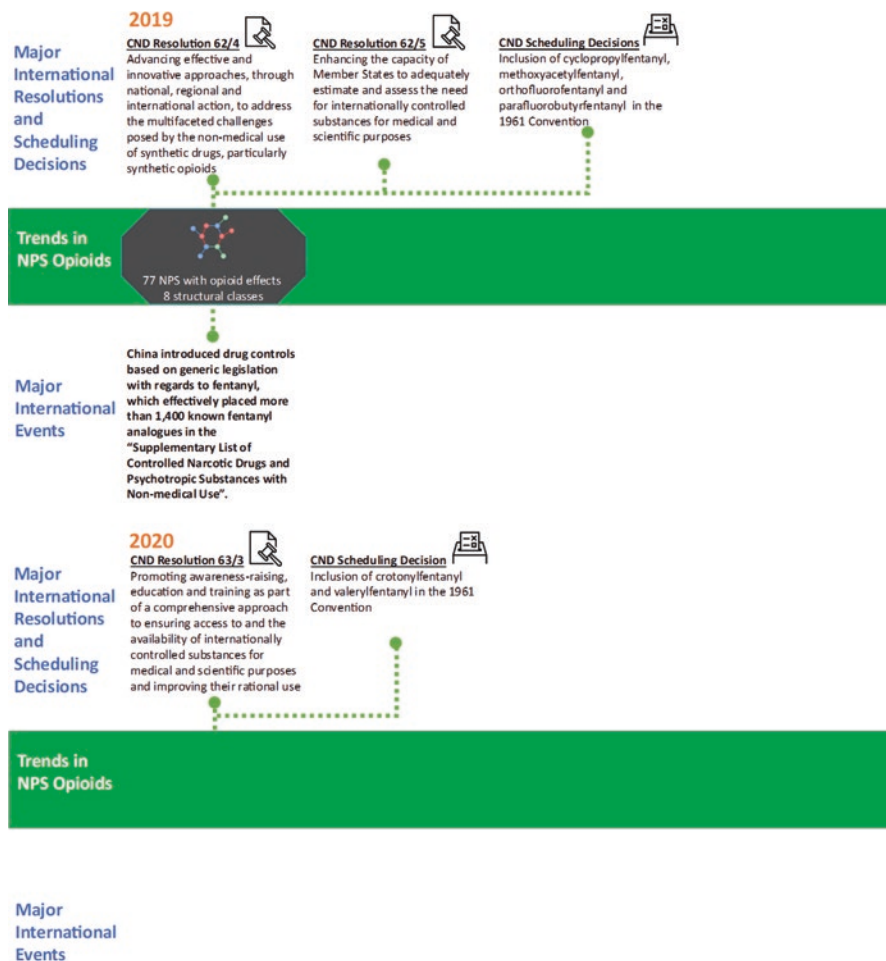 2019
Major
International
Resolutions
and
Scheduling
Decisions
CND Resolution 62/4
Advancing effective and
innovative approaches, through
national, regional and
international action, to address
the multifaceted challenges
posed by the non-medical use
of synthetic drugs, particularly
synthetic opioids
CND Resolution 62/5
Enhancing the capacity of
Member States to adequately
estimate and assess the need
for internationally controlled
substances for medical and
scientific purposes
CND Scheduling Decisions
Inclusion of cyclopropylfentanyl,
methoxyacetylfentanyl,
orthofluorofentanyl and
parafluorobutyrfentanyl in the
1961 Convention
Trends in
NPS Opioids
77 NPS with opioid effects
8 structural classes
Major
International
Events
China introduced drug controls
based on generic legislation
with regards to fentanyl,
which effectively placed more
than 1,400 known fentanyl
analogues in the
“Supplementary List of
Controlled Narcotic Drugs and
Psychotropic Substances with
Non-medical Use”.
2020
Major
International
Resolutions
and
Scheduling
Decisions
CND Resolution 63/3
Promoting awareness-raising,
education and training as part
of a comprehensive approach
to ensuring access to and the
availability of internationally
controlled substances for
medical and scientific purposes
and improving their rational use
CND Scheduling Decision
Inclusion of crotonylfentanyl
and valerylfentanyl in the 1961
Convention
Trends in
NPS Opioids
Major
International
Events